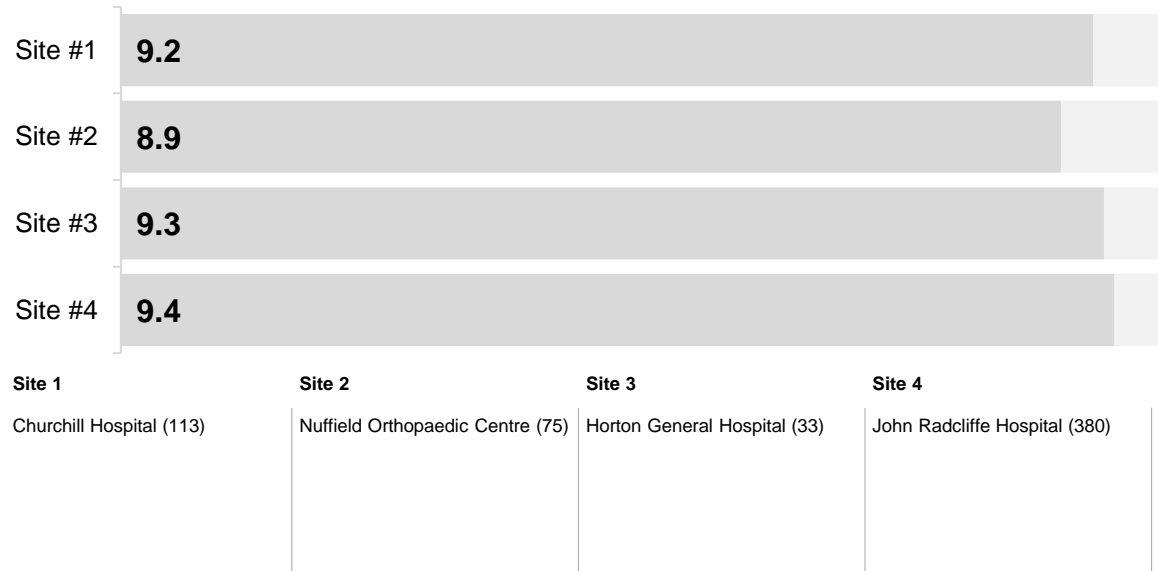 Site #1 9.2
Site #2 8.9
Site #3 9.3
Site #4 9.4
Site 1 Site 2 Site 3 Site 4
Churchill Hospital (113) Nuffield Orthopaedic Centre (75) Horton General Hospital (33) John Radcliffe Hospital (380)